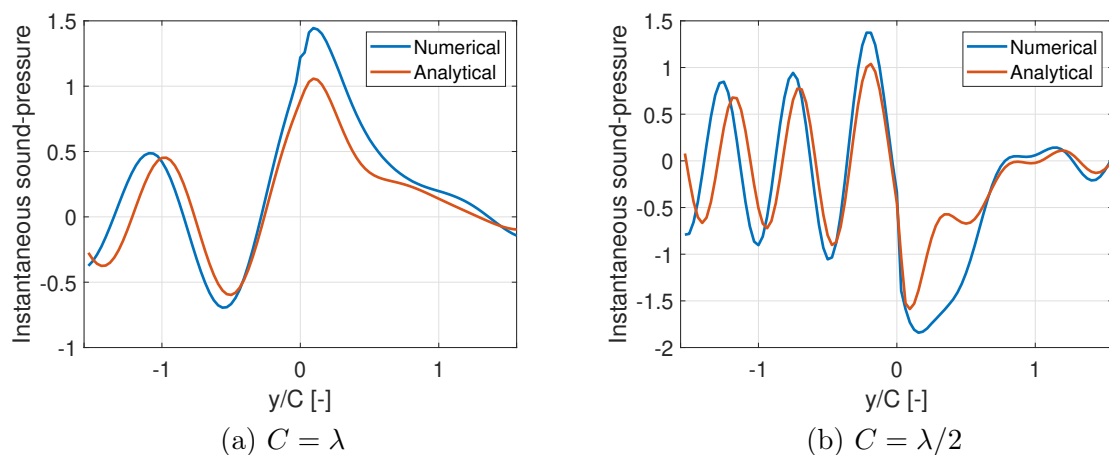 Instantaneous sound-pressure
1.5
1
0.5
0
-0.5
-1
-1
0
1
y/C [-]
Numerical
Analytical
(a) C = λ
Instantaneous sound-pressure
1.5
1
0.5
0
-0.5
-1
-1.5
-2
-1
0
1
y/C [-]
Numerical
Analytical
(b) C = λ/2